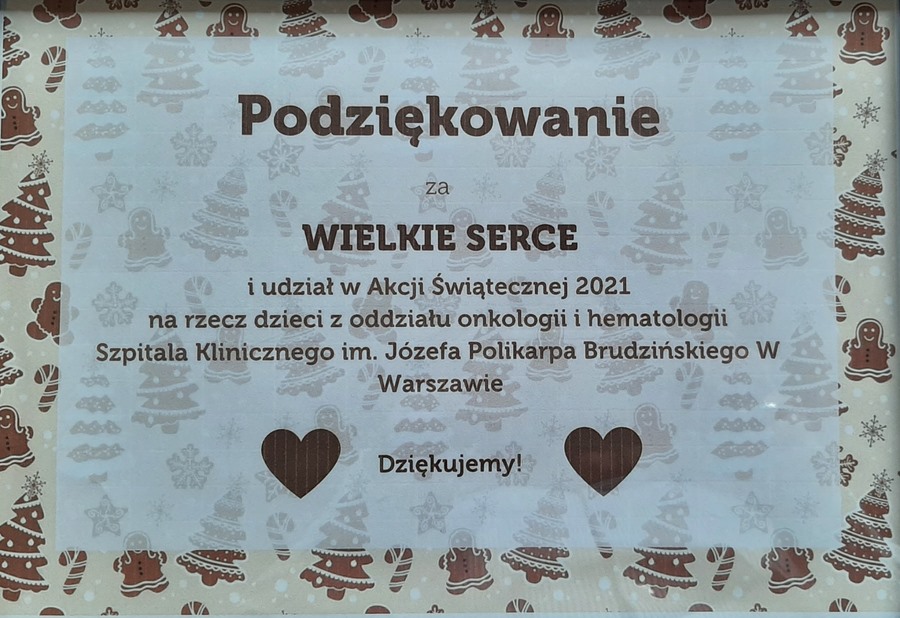 Podziękowanie
za
WIELKIE SERCE
i udział w Akcji Świątecznej 2021
na rzecz dzieci z oddziału onkologii i hematologii
Szpitala Klinicznego im. Józefa Polikarpa Brudzińskiego W
Warszawie
Dziękujemy!